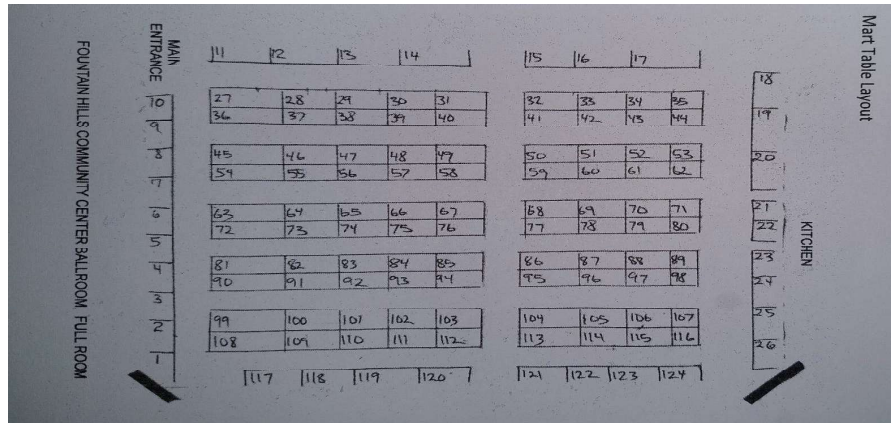 Mart Table Layout
11 12 13 14 15 16 17
18
19
20
21
22
23
24
25
26
KITCHEN
MAIN
ENTRANCE
10
9
8
7
6
5
4
3
2
1
27 28 29 30 31 32 33 34 35
36 37 38 39 40 41 42 43 44
45 46 47 48 49 50 51 52 53
54 55 56 57 58 59 60 61 62
63 64 65 66 67 68 69 70 71
72 73 74 75 76 77 78 79 80
81 82 83 84 85 86 87 88 89
90 91 92 93 94 95 96 97 98
99 100 101 102 103 104 105 106 107
108 109 110 111 112 113 114 115 116
117 118 119 120 121 122 123 124
FOUNTAIN HILLS COMMUNITY CENTER BALLROOM FULL ROOM